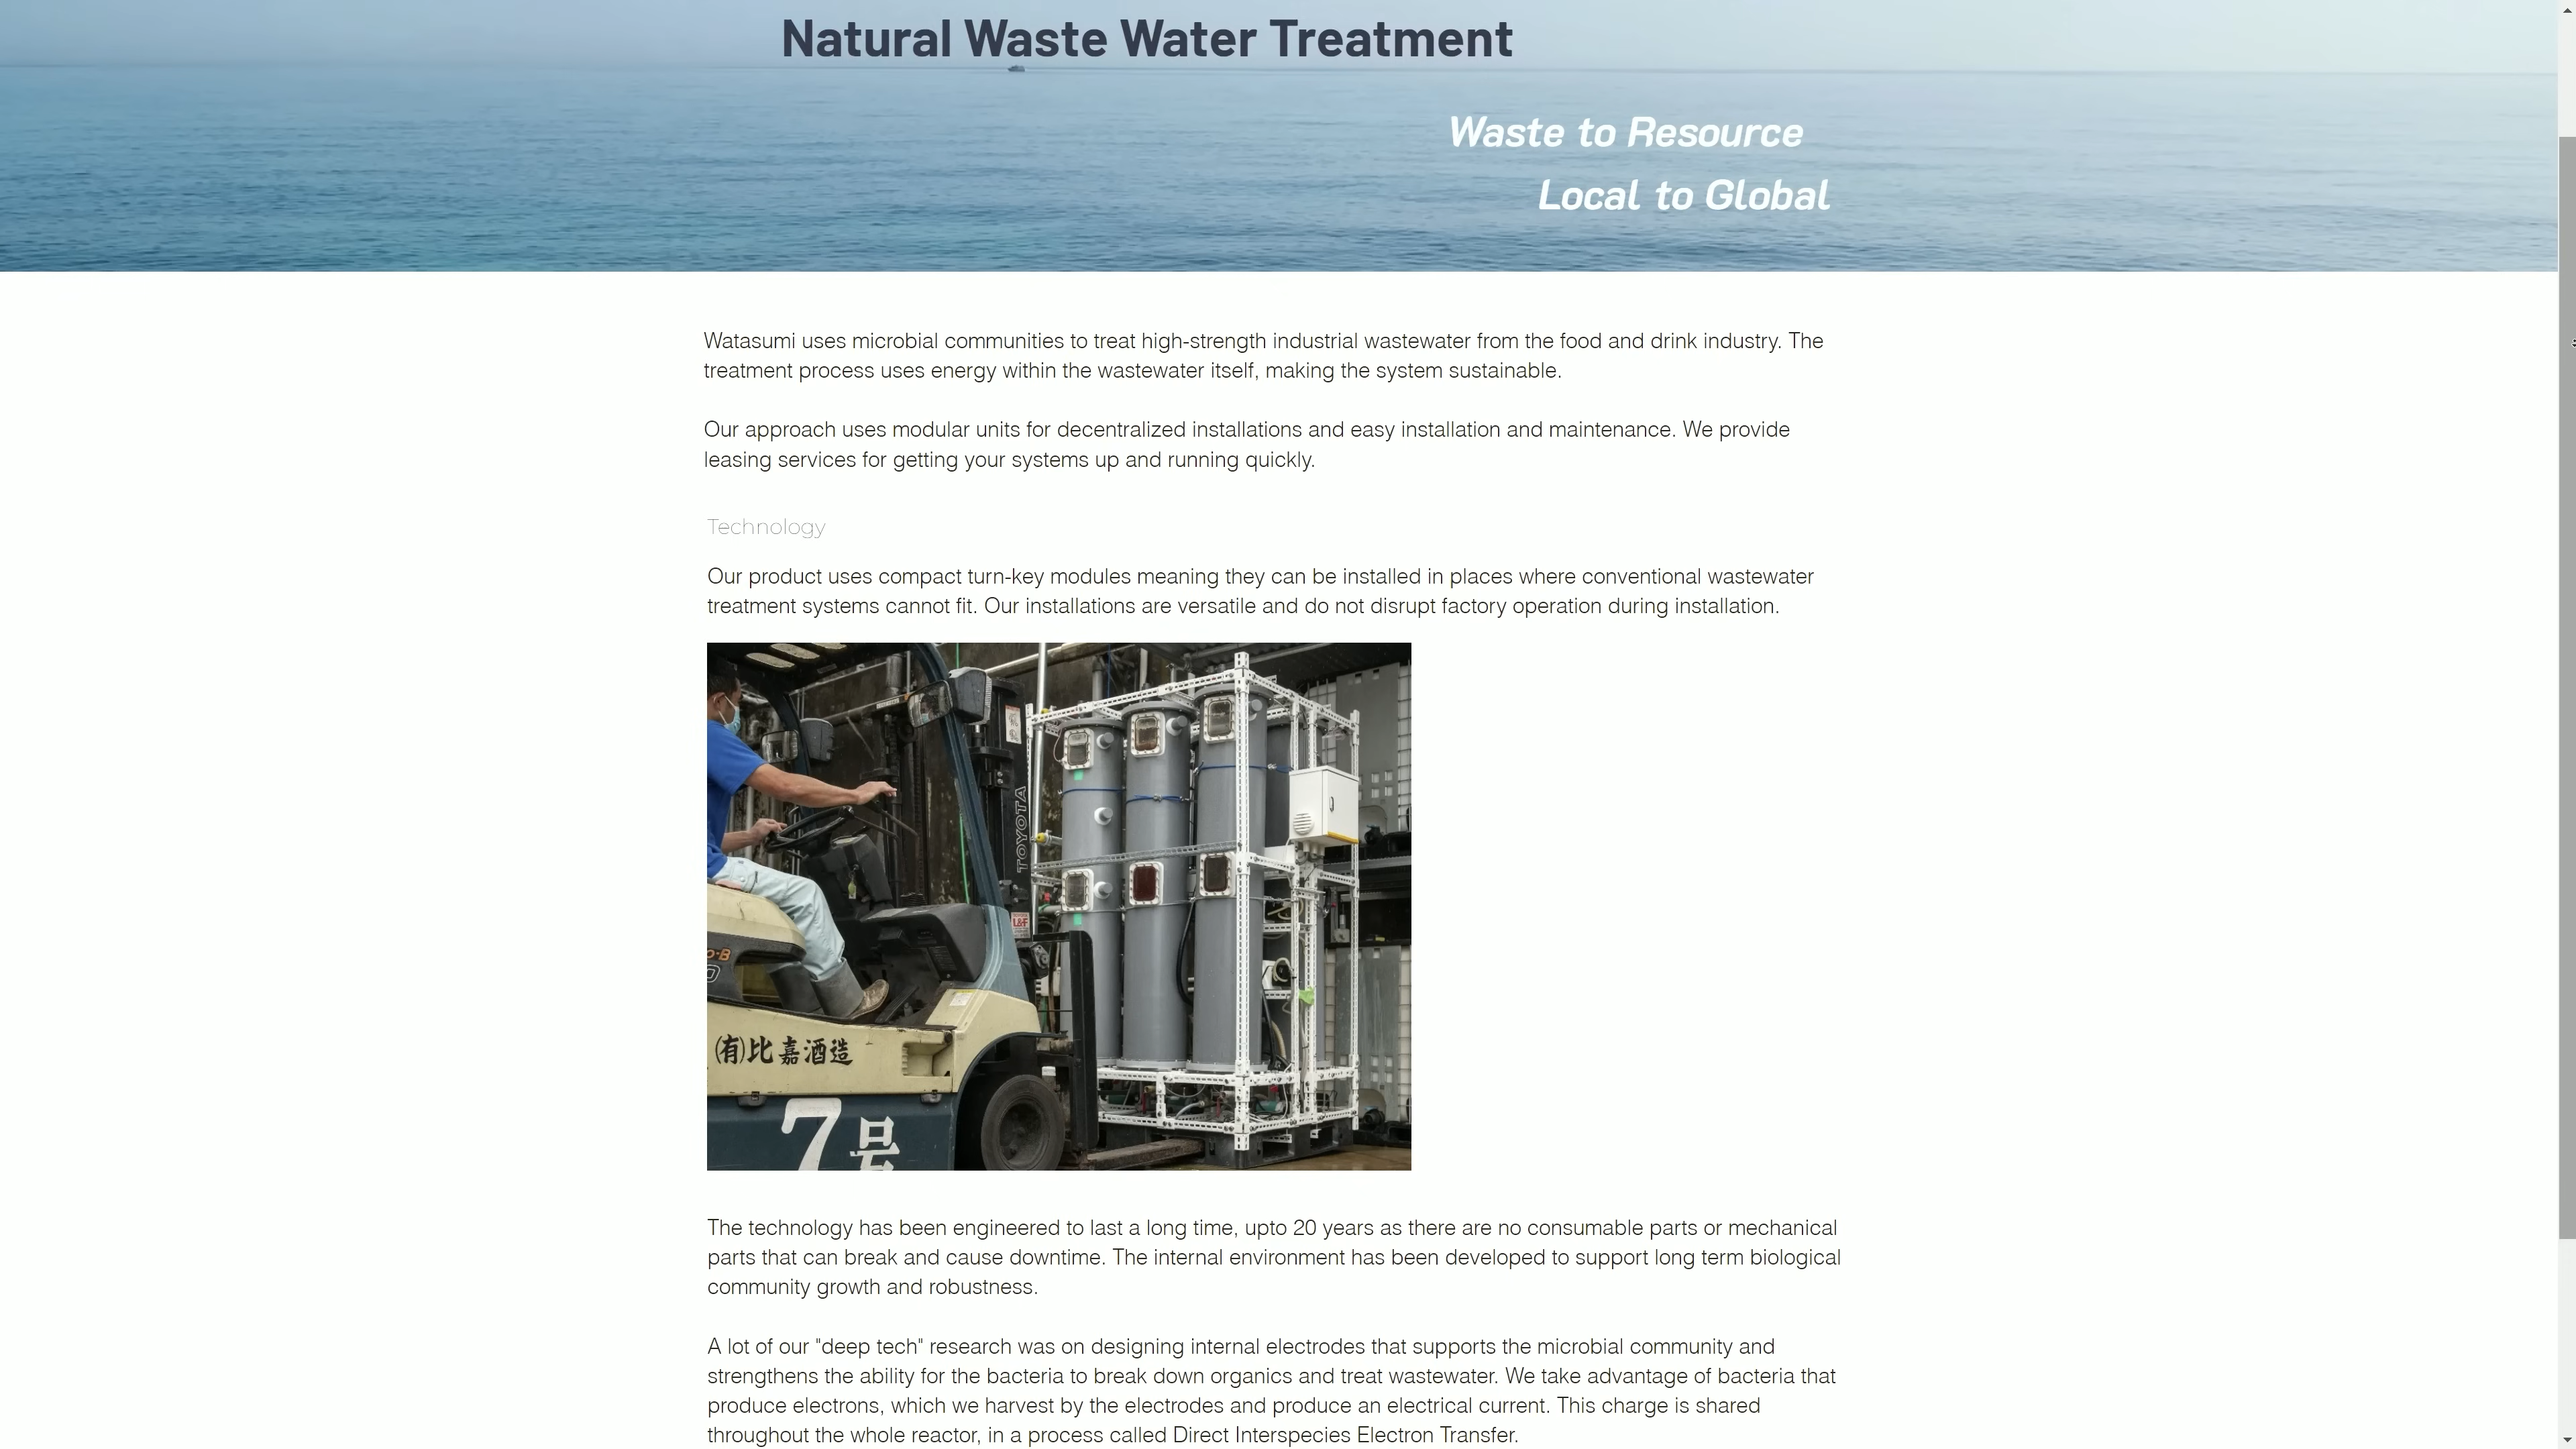 Natural Waste Water Treatment
Waste to Resource
Local to Global
Watasumi uses microbial communities to treat high-strength industrial wastewater from the food and drink industry. The
treatment process uses energy within the wastewater itself, making the system sustainable.
Our approach uses modular units for decentralized installations and easy installation and maintenance. We provide
leasing services for getting your systems up and running quickly.
Technology
Our product uses compact turn-key modules meaning they can be installed in places where conventional wastewater
treatment systems cannot fit. Our installations are versatile and do not disrupt factory operation during installation.
TOYOTA
L&F
(有)比嘉酒造
7号
The technology has been engineered to last a long time, upto 20 years as there are no consumable parts or mechanical
parts that can break and cause downtime. The internal environment has been developed to support long term biological
community growth and robustness.
A lot of our "deep tech" research was on designing internal electrodes that supports the microbial community and
strengthens the ability for the bacteria to break down organics and treat wastewater. We take advantage of bacteria that
produce electrons, which we harvest by the electrodes and produce an electrical current. This charge is shared
throughout the whole reactor, in a process called Direct Interspecies Electron Transfer.